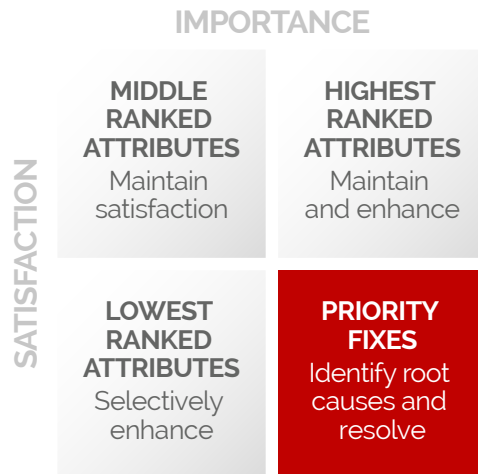 IMPORTANCE
SATISFACTION
MIDDLE
RANKED
ATTRIBUTES
Maintain
satisfaction
HIGHEST
RANKED
ATTRIBUTES
Maintain
and enhance
LOWEST
RANKED
ATTRIBUTES
Selectively
enhance
PRIORITY
FIXES
Identify root
causes and
resolve